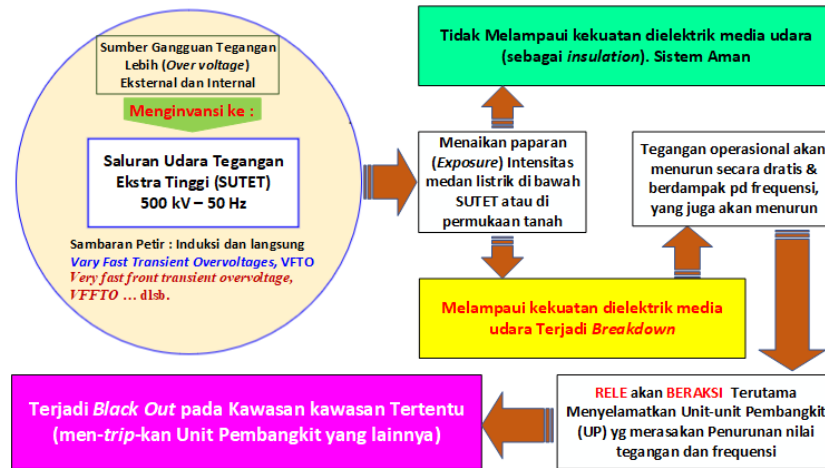 Sumber Gangguan Tegangan
Lebih (Over voltage)
Eksternal dan Internal
Menginvansi ke :
Saluran Udara Tegangan
Ekstra Tinggi (SUTET)
500 kV – 50 Hz
Sambaran Petir : Induksi dan langsung
Vary Fast Transient Overvoltages, VFTO
Very fast front transient overvoltage,
VFFTO ... dlsb.
Tidak Melampaui kekuatan dielektrik media udara
(sebagai insulation). Sistem Aman
Menaikan paparan
(Exposure) Intensitas
medan listrik di bawah
SUTET atau di
permukaan tanah
Tegangan operasional akan
menurun secara dratis &
berdampak pd frekuensi,
yang juga akan menurun
Melampaui kekuatan dielektrik media
udara Terjadi Breakdown
RELE akan BERAKSI Terutama
Menyelamatkan Unit-unit Pembangkit
(UP) yg merasakan Penurunan nilai
tegangan dan frekuensi
Terjadi Black Out pada Kawasan kawasan Tertentu
(men-trip-kan Unit Pembangkit yang lainnya)